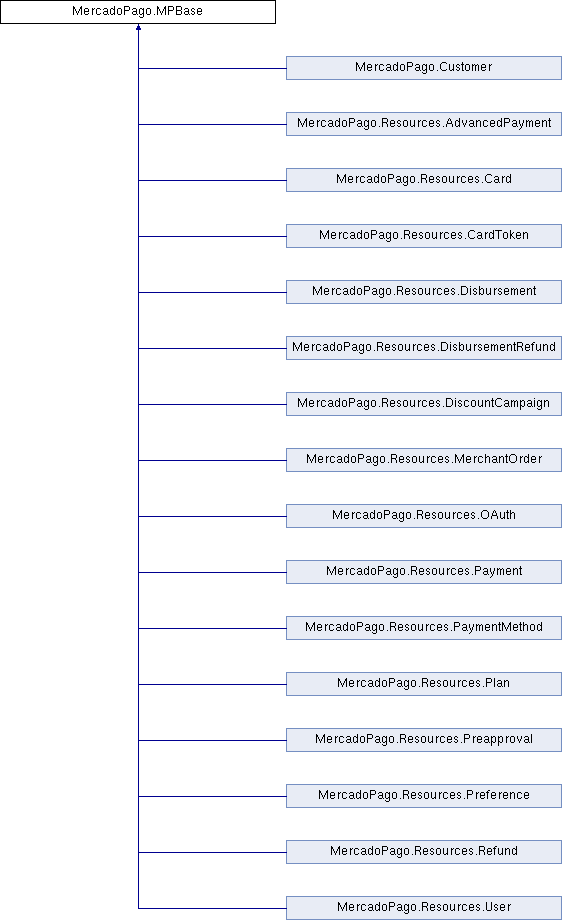 MercadoPago.MPBase
MercadoPago.Customer
MercadoPago.Resources.AdvancedPayment
MercadoPago.Resources.Card
MercadoPago.Resources.CardToken
MercadoPago.Resources.Disbursement
MercadoPago.Resources.DisbursementRefund
MercadoPago.Resources.DiscountCampaign
MercadoPago.Resources.MerchantOrder
MercadoPago.Resources.OAuth
MercadoPago.Resources.Payment
MercadoPago.Resources.PaymentMethod
MercadoPago.Resources.Plan
MercadoPago.Resources.Preapproval
MercadoPago.Resources.Preference
MercadoPago.Resources.Refund
MercadoPago.Resources.User